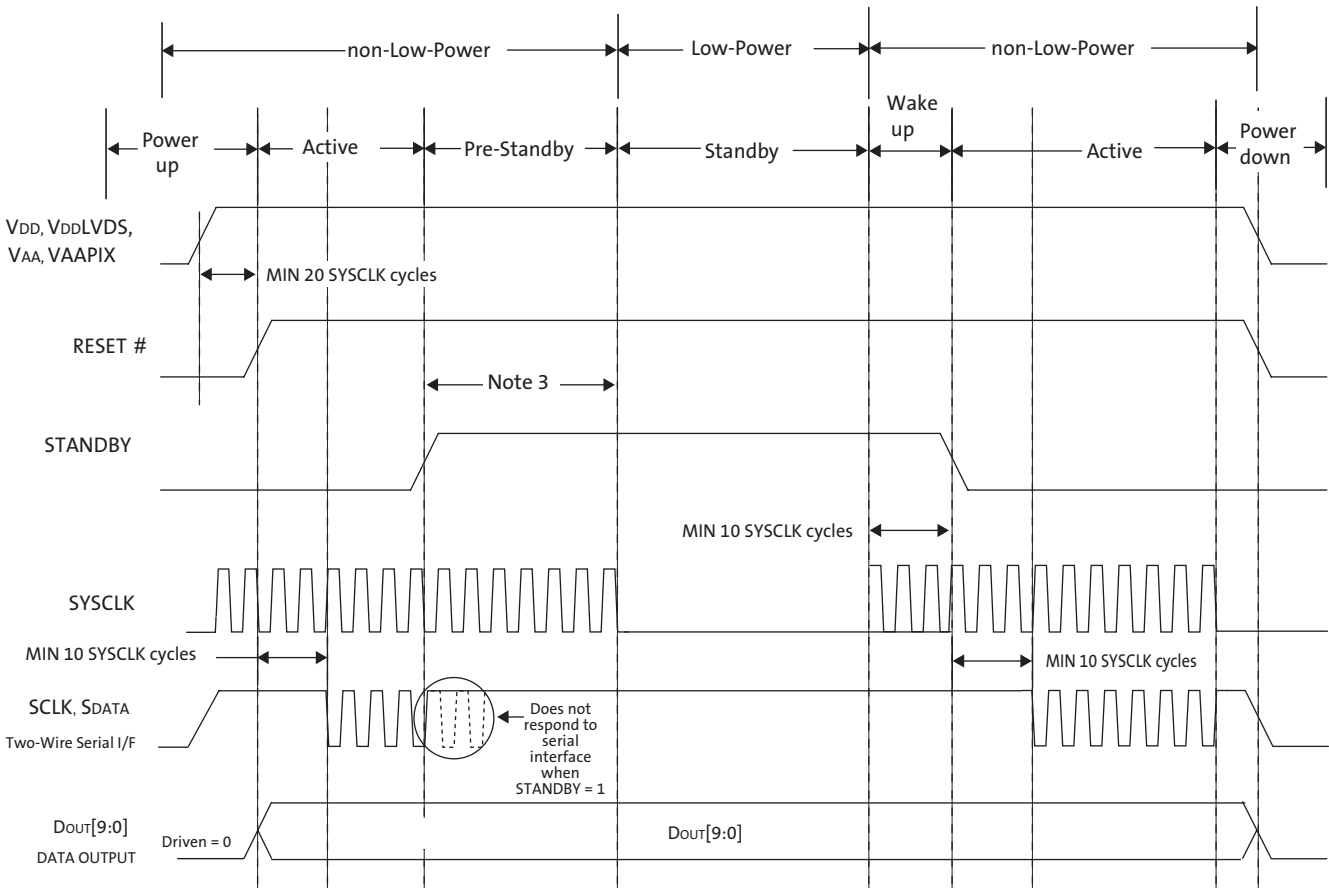 non-Low-Power
Low-Power
non-Low-Power
Power
up
Active
Pre-Standby
Standby
Wake
up
Active
Power
down
VDD, VDDLVDS,
VAA, VAAPIX
MIN 20 SYSCLK cycles
RESET #
Note 3
STANDBY
MIN 10 SYSCLK cycles
SYSCLK
MIN 10 SYSCLK cycles
MIN 10 SYSCLK cycles
SCLK, SDATA
Two-Wire Serial I/F
Does not
respond to
serial
interface
when
STANDBY = 1
DOUT[9:0]
DATA OUTPUT
Driven = 0
DOUT[9:0]